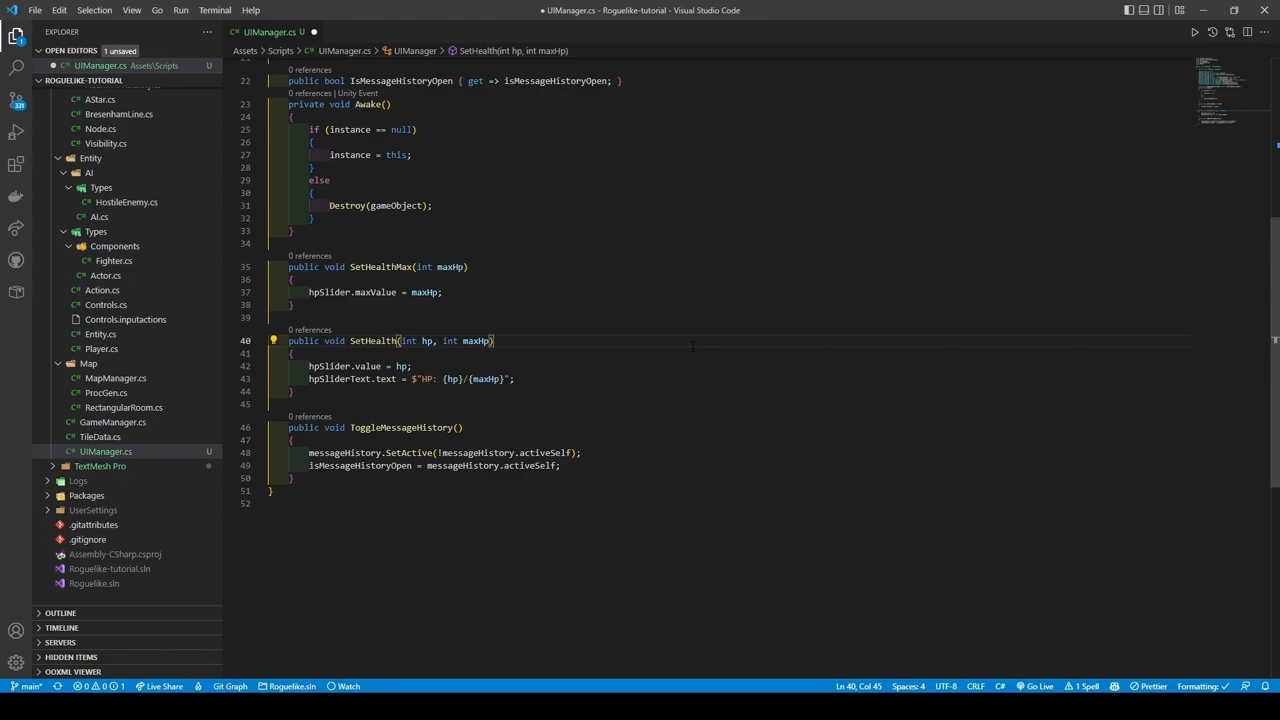 File Edit Selection View Go Run Terminal Help
● UIManager.cs - Roguelike-tutorial - Visual Studio Code
EXPLORER
OPEN EDITORS 1 unsaved
UIManager.cs Assets\Scripts U
ROGUELIKE-TUTORIAL
AStar.cs
BresenhamLine.cs
Node.cs
Visibility.cs
Entity
AI
Types
HostileEnemy.cs
AI.cs
Types
Components
Fighter.cs
Actor.cs
Action.cs
Controls.cs
Controls.inputactions
Entity.cs
Player.cs
Map
MapManager.cs
ProcGen.cs
RectangularRoom.cs
GameManager.cs
TileData.cs
UIManager.cs U
TextMesh Pro
Logs
Packages
UserSettings
.gitattributes
.gitignore
Assembly-CSharp.csproj
Roguelike-tutorial.sln
Roguelike.sln
OUTLINE
TIMELINE
SERVERS
HIDDEN ITEMS
OOXML VIEWER
1
331
UIManager.cs U
Assets > Scripts > UIManager.cs > UIManager > SetHealth(int hp, int maxHp)
21
0 references
22 public bool IsMessageHistoryOpen { get => isMessageHistoryOpen; }
0 references | Unity Event
23 private void Awake()
24 {
25 if (instance == null)
26 {
27 instance = this;
28 }
29 else
30 {
31 Destroy(gameObject);
32 }
33 }
34
0 references
35 public void SetHealthMax(int maxHp)
36 {
37 hpSlider.maxValue = maxHp;
38 }
39
0 references
40 public void SetHealth(int hp, int maxHp)
41 {
42 hpSlider.value = hp;
43 hpSliderText.text = $"HP: {hp}/{maxHp}";
44 }
45
0 references
46 public void ToggleMessageHistory()
47 {
48 messageHistory.SetActive(!messageHistory.activeSelf);
49 isMessageHistoryOpen = messageHistory.activeSelf;
50 }
51 }
52
main* 0 0 1 Live Share Git Graph Roguelike.sln Watch Ln 40, Col 45 Spaces: 4 UTF-8 CRLF C# Go Live 1 Spell Prettier Formatting: ✓